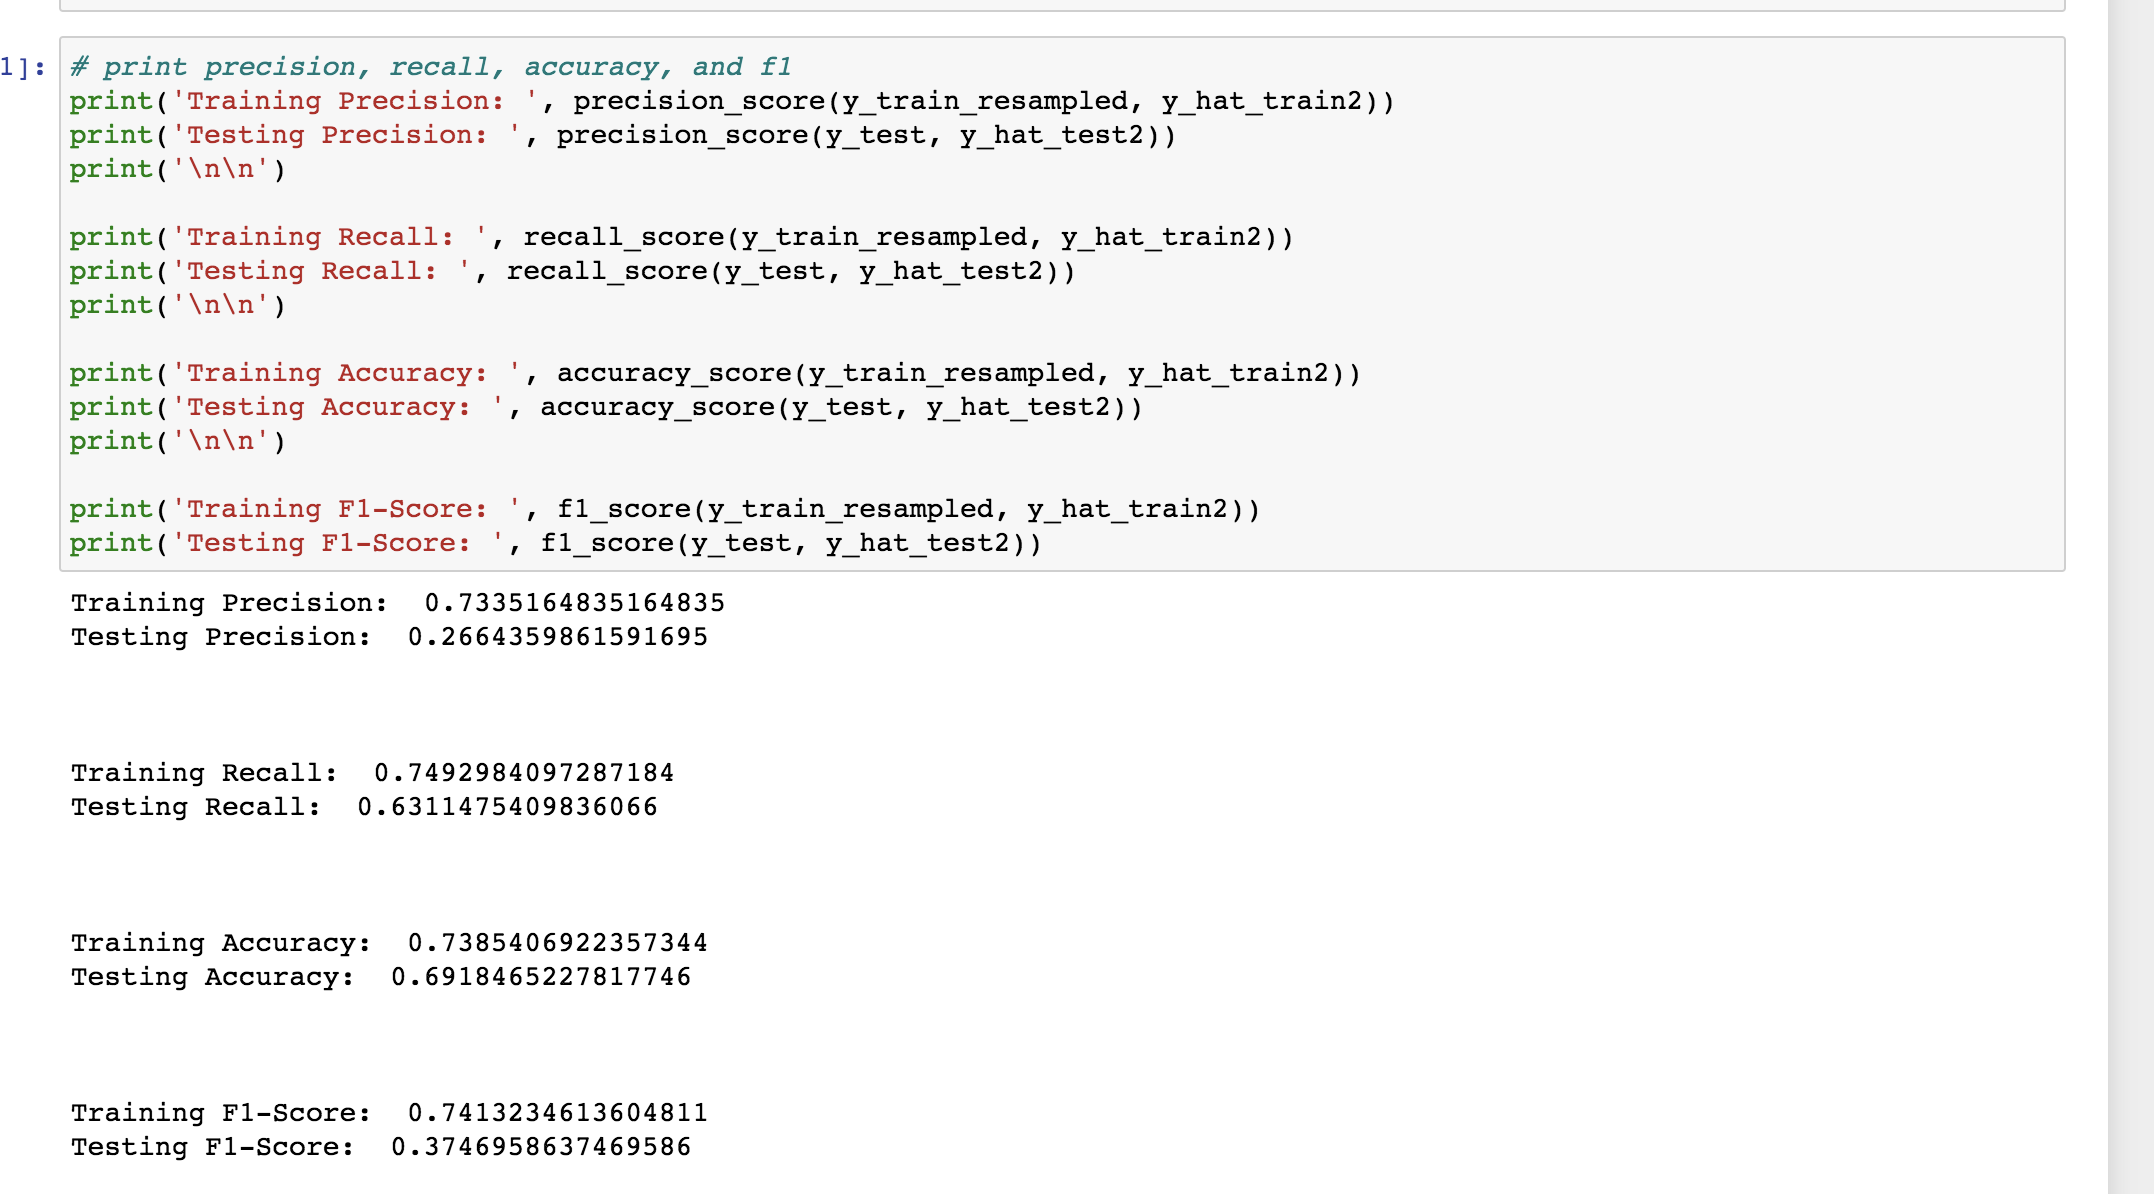 1]:
# print precision, recall, accuracy, and f1
print('Training Precision: ', precision_score(y_train_resampled, y_hat_train2))
print('Testing Precision: ', precision_score(y_test, y_hat_test2))
print('\n\n')
print('Training Recall: ', recall_score(y_train_resampled, y_hat_train2))
print('Testing Recall: ', recall_score(y_test, y_hat_test2))
print('\n\n')
print('Training Accuracy: ', accuracy_score(y_train_resampled, y_hat_train2))
print('Testing Accuracy: ', accuracy_score(y_test, y_hat_test2))
print('\n\n')
print('Training F1-Score: ', f1_score(y_train_resampled, y_hat_train2))
print('Testing F1-Score: ', f1_score(y_test, y_hat_test2))
Training Precision:  0.7335164835164835
Testing Precision:  0.2664359861591695
Training Recall:  0.7492984097287184
Testing Recall:  0.6311475409836066
Training Accuracy:  0.7385406922357344
Testing Accuracy:  0.6918465227817746
Training F1-Score:  0.7413234613604811
Testing F1-Score:  0.3746958637469586